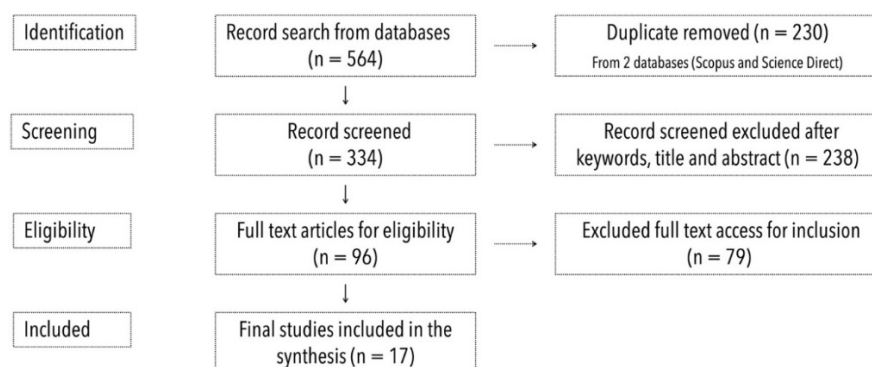 Identification
Record search from databases
(n = 564)
Duplicate removed (n = 230)
From 2 databases (Scopus and Science Direct)
Screening
Record screened
(n = 334)
Record screened excluded after
keywords, title and abstract (n = 238)
Eligibility
Full text articles for eligibility
(n = 96)
Excluded full text access for inclusion
(n = 79)
Included
Final studies included in the
synthesis (n = 17)